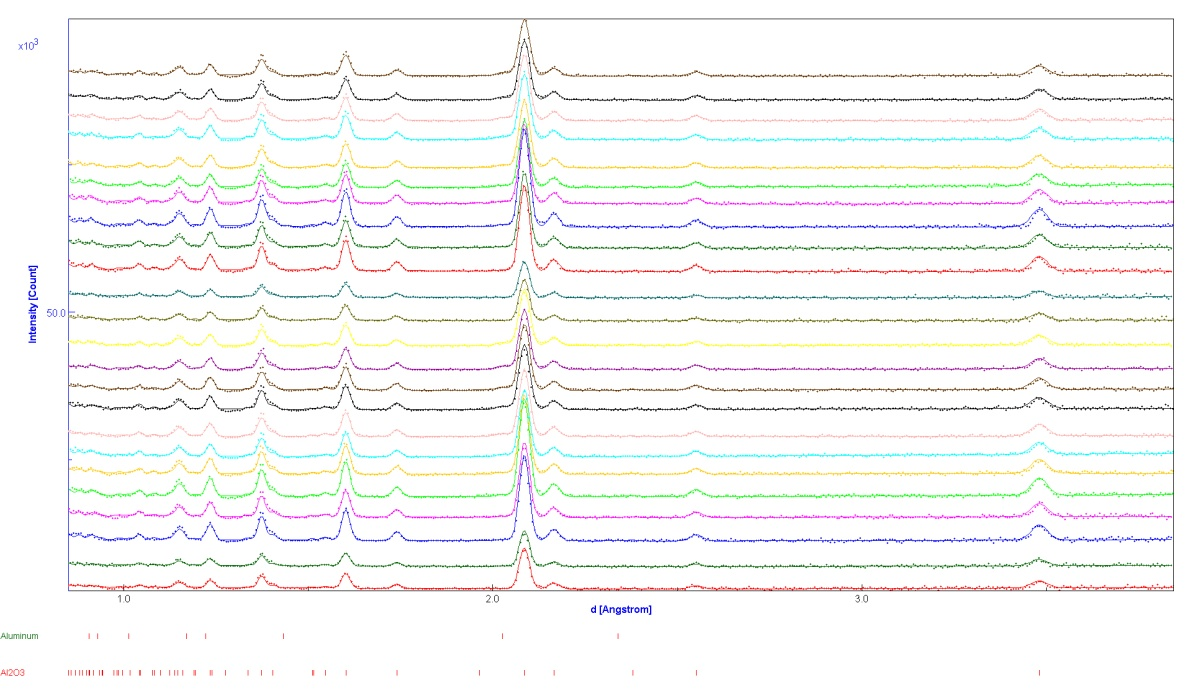 x10³
Intensity [Count]
50.0
1.0 2.0 3.0
d [Angstrom]
Aluminum
Al2O3